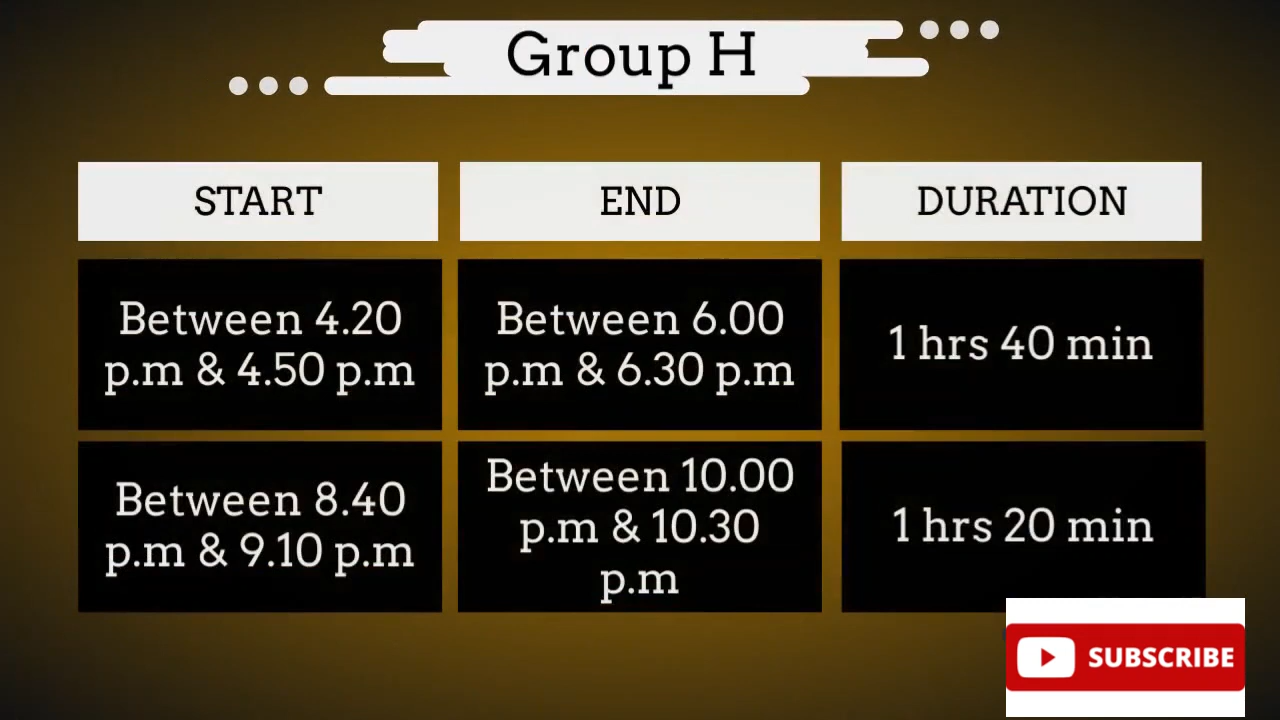 Group H
START
END
DURATION
Between 4.20
p.m & 4.50 p.m
Between 6.00
p.m & 6.30 p.m
1 hrs 40 min
Between 8.40
p.m & 9.10 p.m
Between 10.00
p.m & 10.30
p.m
1 hrs 20 min
SUBSCRIBE